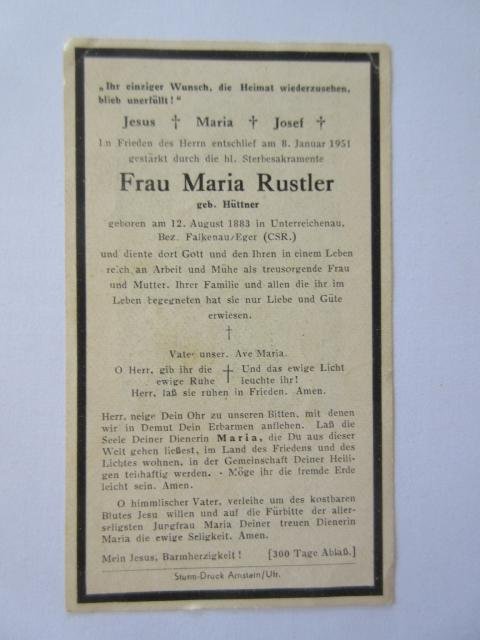 „Ihr einziger Wunsch, die Heimat wiederzusehen,
blieb unerfüllt!"
Jesus † Maria † Josef †
In Frieden des Herrn entschlief am 8. Januar 1951
gestärkt durch die hl. Sterbesakramente
Frau Maria Rustler
geb. Hüttner
geboren am 12. August 1883 in Unterreichenau,
Bez. Falkenau/Eger (CSR.)
und diente dort Gott und den Ihren in einem Leben
reich an Arbeit und Mühe als treusorgende Frau
und Mutter. Ihrer Familie und allen die ihr im
Leben begegneten hat sie nur Liebe und Güte
erwiesen.
†
Vater unser. Ave Maria.
O Herr, gib ihr die † Und das ewige Licht
ewige Ruhe leuchte ihr!
Herr, laß sie ruhen in Frieden. Amen.
Herr, neige Dein Ohr zu unseren Bitten, mit denen
wir in Demut Dein Erbarmen anflehen. Laß die
Seele Deiner Dienerin Maria, die Du aus dieser
Welt gehen ließest, im Land des Friedens und des
Lichtes wohnen, in der Gemeinschaft Deiner Heili-
gen teilhaftig werden. - Möge ihr die fremde Erde
leicht sein. Amen.
O himmlischer Vater, verleihe um des kostbaren
Blutes Jesu willen und auf die Fürbitte der aller-
seligsten Jungfrau Maria Deiner treuen Dienerin
Maria die ewige Seligkeit. Amen.
Mein Jesus, Barmherzigkeit! [300 Tage Ablaß.]
Sturm-Druck Arnstein/Ufr.